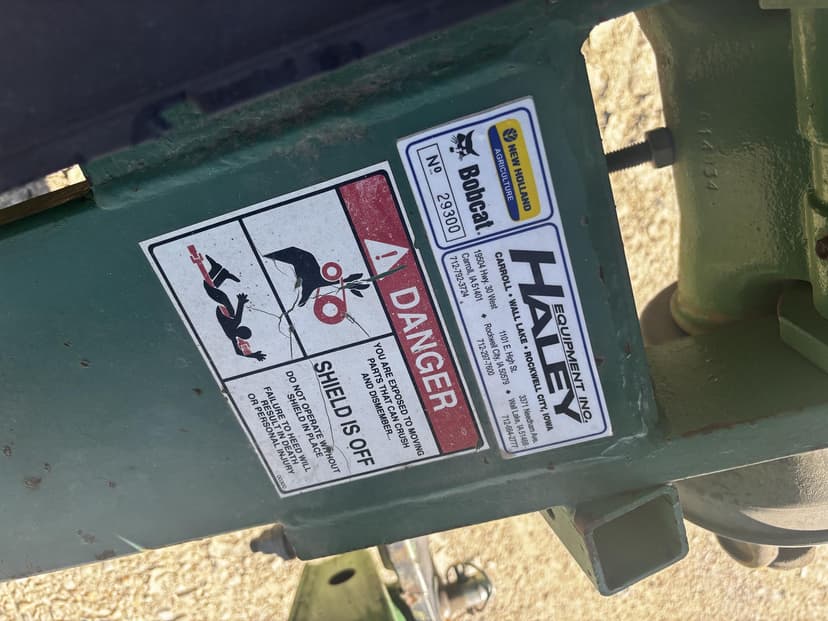 NEW HOLLAND
AGRICULTURE
Bobcat.
Nº 29300
HALEY
EQUIPMENT INC.
CARROLL • WALL LAKE • ROCKWELL CITY, IOWA
19504 Hwy. 30 West
Carroll, IA 51401
712-792-3724
1101 E. High St.
Rockwell City, IA 50579
712-297-7600
3371 Needham Ave.
Wall Lake, IA 51466
712-664-2777
DANGER
YOU ARE EXPOSED TO MOVING
PARTS THAT CAN CRUSH
AND DISMEMBER...
SHIELD IS OFF
DO NOT OPERATE WITHOUT
SHIELD IN PLACE
FAILURE TO HEED WILL
RESULT IN DEATH
OR PERSONAL INJURY